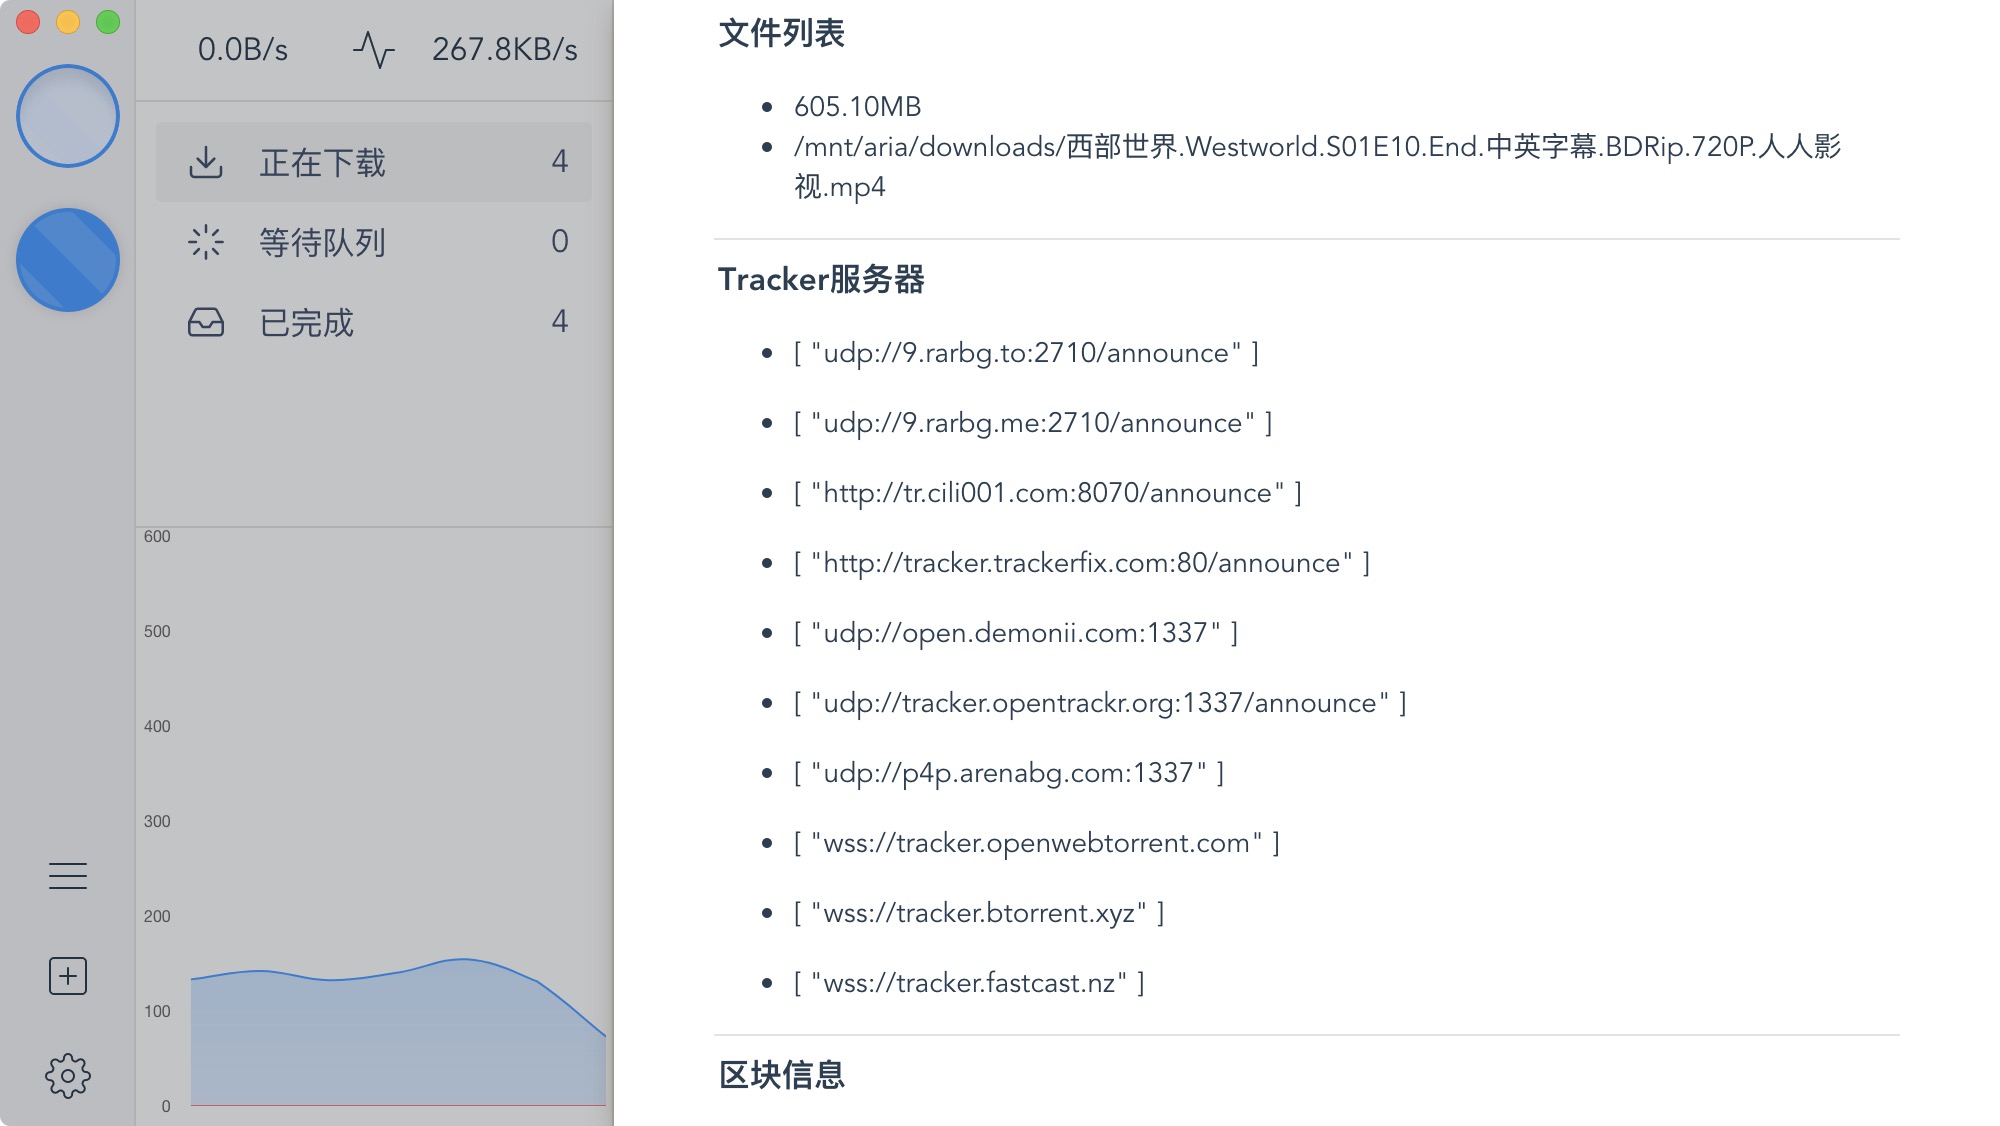 0.0B/s
267.8KB/s
正在下载 4
等待队列 0
已完成 4
600
500
400
300
200
100
0
文件列表
605.10MB
/mnt/aria/downloads/西部世界.Westworld.S01E10.End.中英字幕.BDRip.720P.人人影
视.mp4
Tracker服务器
[ "udp://9.rarbg.to:2710/announce" ]
[ "udp://9.rarbg.me:2710/announce" ]
[ "http://tr.cili001.com:8070/announce" ]
[ "http://tracker.trackerfix.com:80/announce" ]
[ "udp://open.demonii.com:1337" ]
[ "udp://tracker.opentrackr.org:1337/announce" ]
[ "udp://p4p.arenabg.com:1337" ]
[ "wss://tracker.openwebtorrent.com" ]
[ "wss://tracker.btorrent.xyz" ]
[ "wss://tracker.fastcast.nz" ]
区块信息